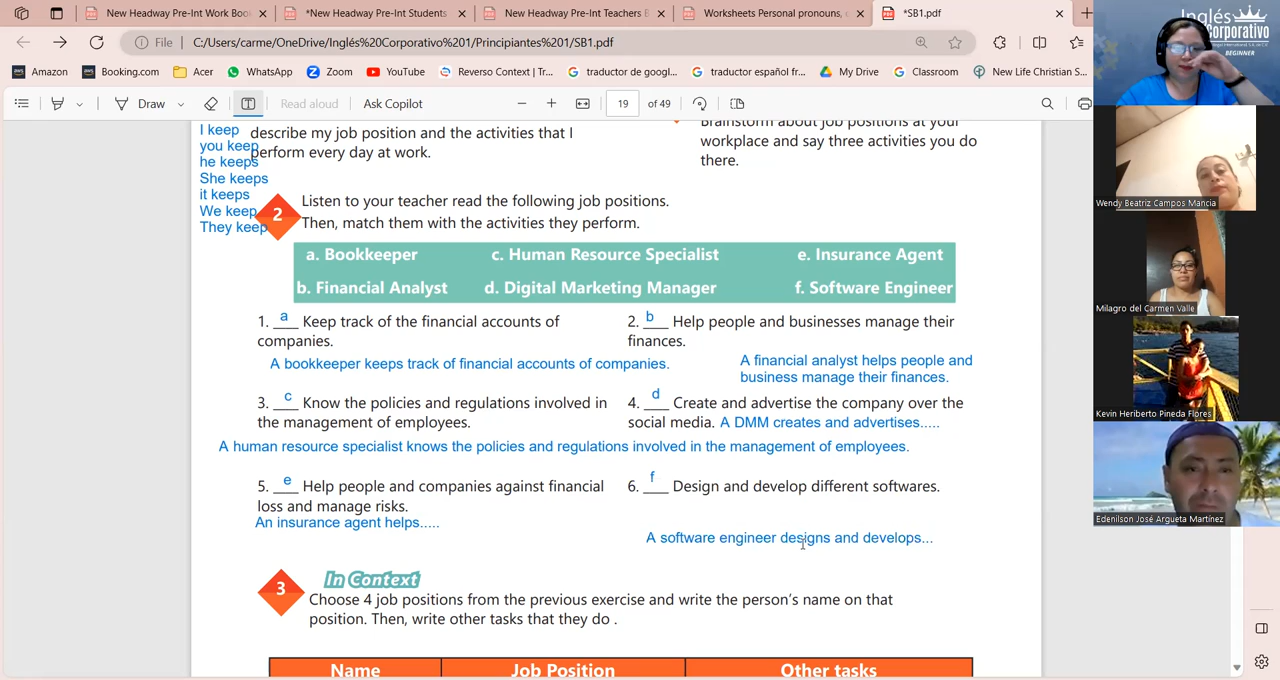 New Headway Pre-Int Work Boo
*New Headway Pre-Int Students
New Headway Pre-Int Teachers B
Worksheets Personal pronouns, c
*SB1.pdf
File
C:/Users/carme/OneDrive/Inglés%20Corporativo%201/Principiantes%201/SB1.pdf
Amazon
Booking.com
Acer
WhatsApp
Zoom
YouTube
Reverso Context | Tr...
traductor de googl...
traductor español fr...
My Drive
Classroom
New Life Christian S...
Draw
Read aloud
Ask Copilot
19 of 49
I keep
you keep
he keeps
She keeps
it keeps
We keep
They keep
describe my job position and the activities that I
perform every day at work.
Brainstorm about job positions at your
workplace and say three activities you do
there.
2
Listen to your teacher read the following job positions.
Then, match them with the activities they perform.
a. Bookkeeper
c. Human Resource Specialist
e. Insurance Agent
b. Financial Analyst
d. Digital Marketing Manager
f. Software Engineer
1. a Keep track of the financial accounts of
companies.
A bookkeeper keeps track of financial accounts of companies.
2. b Help people and businesses manage their
finances.
A financial analyst helps people and
business manage their finances.
3. c Know the policies and regulations involved in
the management of employees.
4. d Create and advertise the company over the
social media. A DMM creates and advertises.....
A human resource specialist knows the policies and regulations involved in the management of employees.
5. e Help people and companies against financial
loss and manage risks.
An insurance agent helps.....
6. f Design and develop different softwares.
A software engineer designs and develops...
3
In Context
Choose 4 job positions from the previous exercise and write the person's name on that
position. Then, write other tasks that they do .
Name
Job Position
Other tasks
Inglés
Corporativo
BEGINNER
Wendy Beatriz Campos Mancia
Milagro del Carmen Valle
Kevin Heriberto Pineda Flores
Edenilson José Argueta Martínez